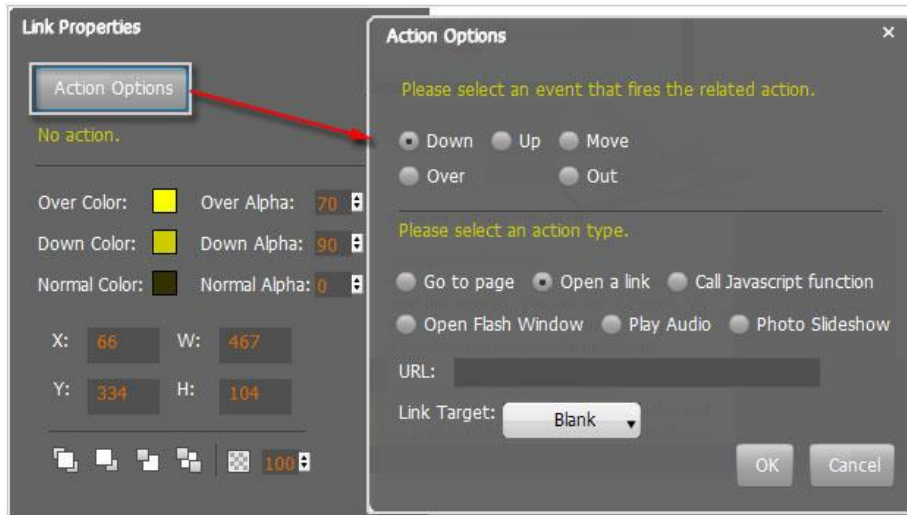 Link Properties
Action Options
No action.
Over Color: Over Alpha: 70
Down Color: Down Alpha: 90
Normal Color: Normal Alpha: 0
X: 66 W: 467
Y: 334 H: 104
100
Action Options
Please select an event that fires the related action.
Down Up Move
Over Out
Please select an action type.
Go to page Open a link Call Javascript function
Open Flash Window Play Audio Photo Slideshow
URL:
Link Target: Blank
OK Cancel